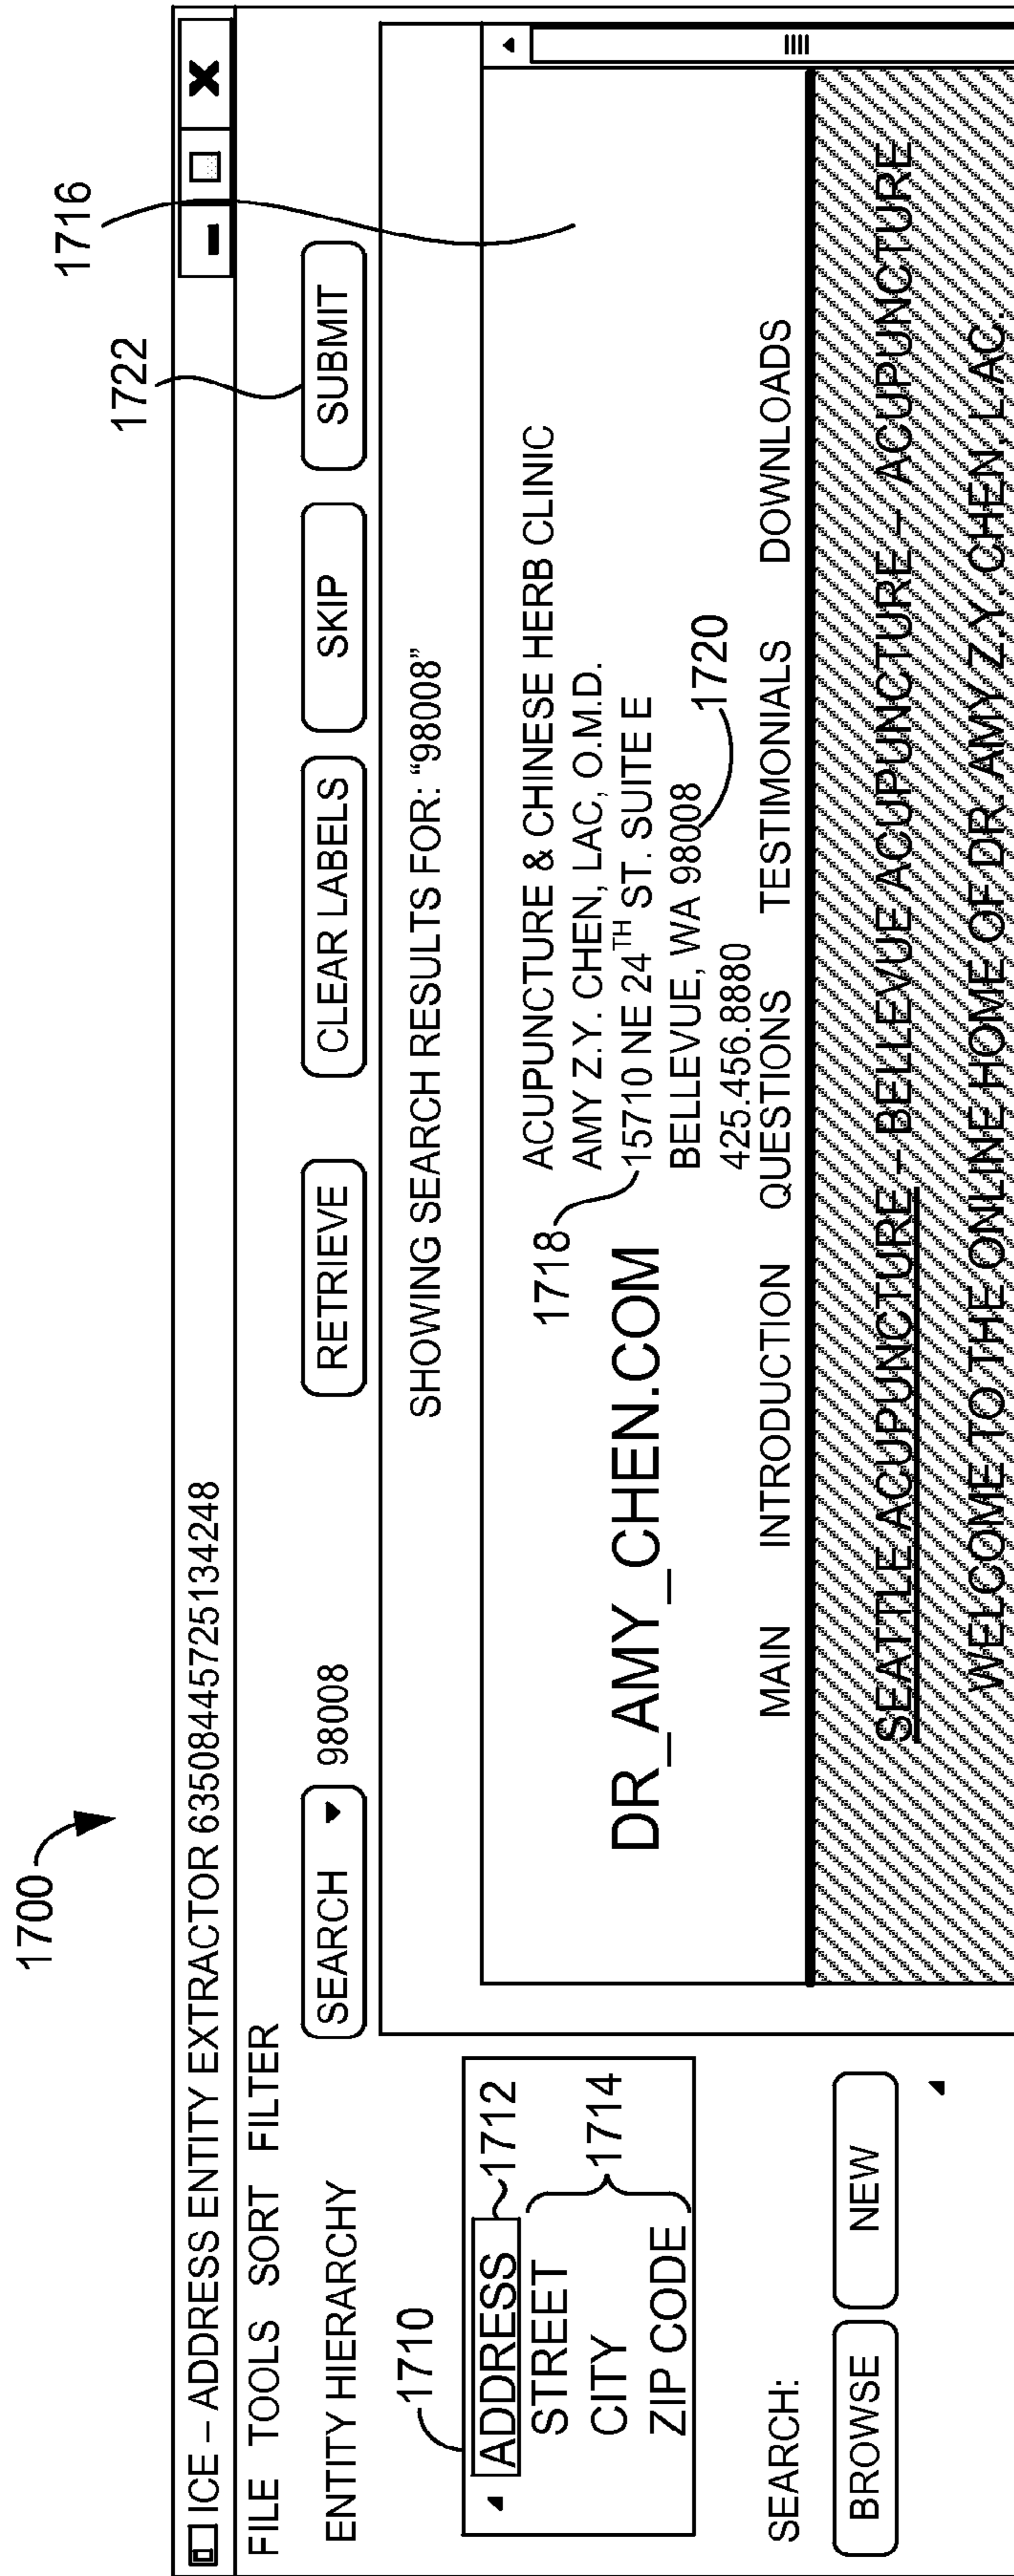 1700
1722
1716
ICE – ADDRESS ENTITY EXTRACTOR 63508445725134248
FILE TOOLS SORT FILTER
ENTITY HIERARCHY
SEARCH 98008 RETRIEVE CLEAR LABELS SKIP SUBMIT
SHOWING SEARCH RESULTS FOR: “98008”
1710
ADDRESS 1712
STREET
CITY 1714
ZIP CODE
SEARCH:
BROWSE NEW
DR_AMY_CHEN.COM
1718
ACUPUNCTURE & CHINESE HERB CLINIC
AMY Z.Y. CHEN, LAC, O.M.D.
15710 NE 24TH ST. SUITE E
BELLEVUE, WA 98008
1720
425.456.8880
MAIN INTRODUCTION QUESTIONS TESTIMONIALS DOWNLOADS
SEATTLE ACUPUNCTURE – BELLEVUE ACUPUNCTURE – ACUPUNCTURE
WELCOME TO THE ONLINE HOME OF DR. AMY Z.Y. CHEN, L.AC.